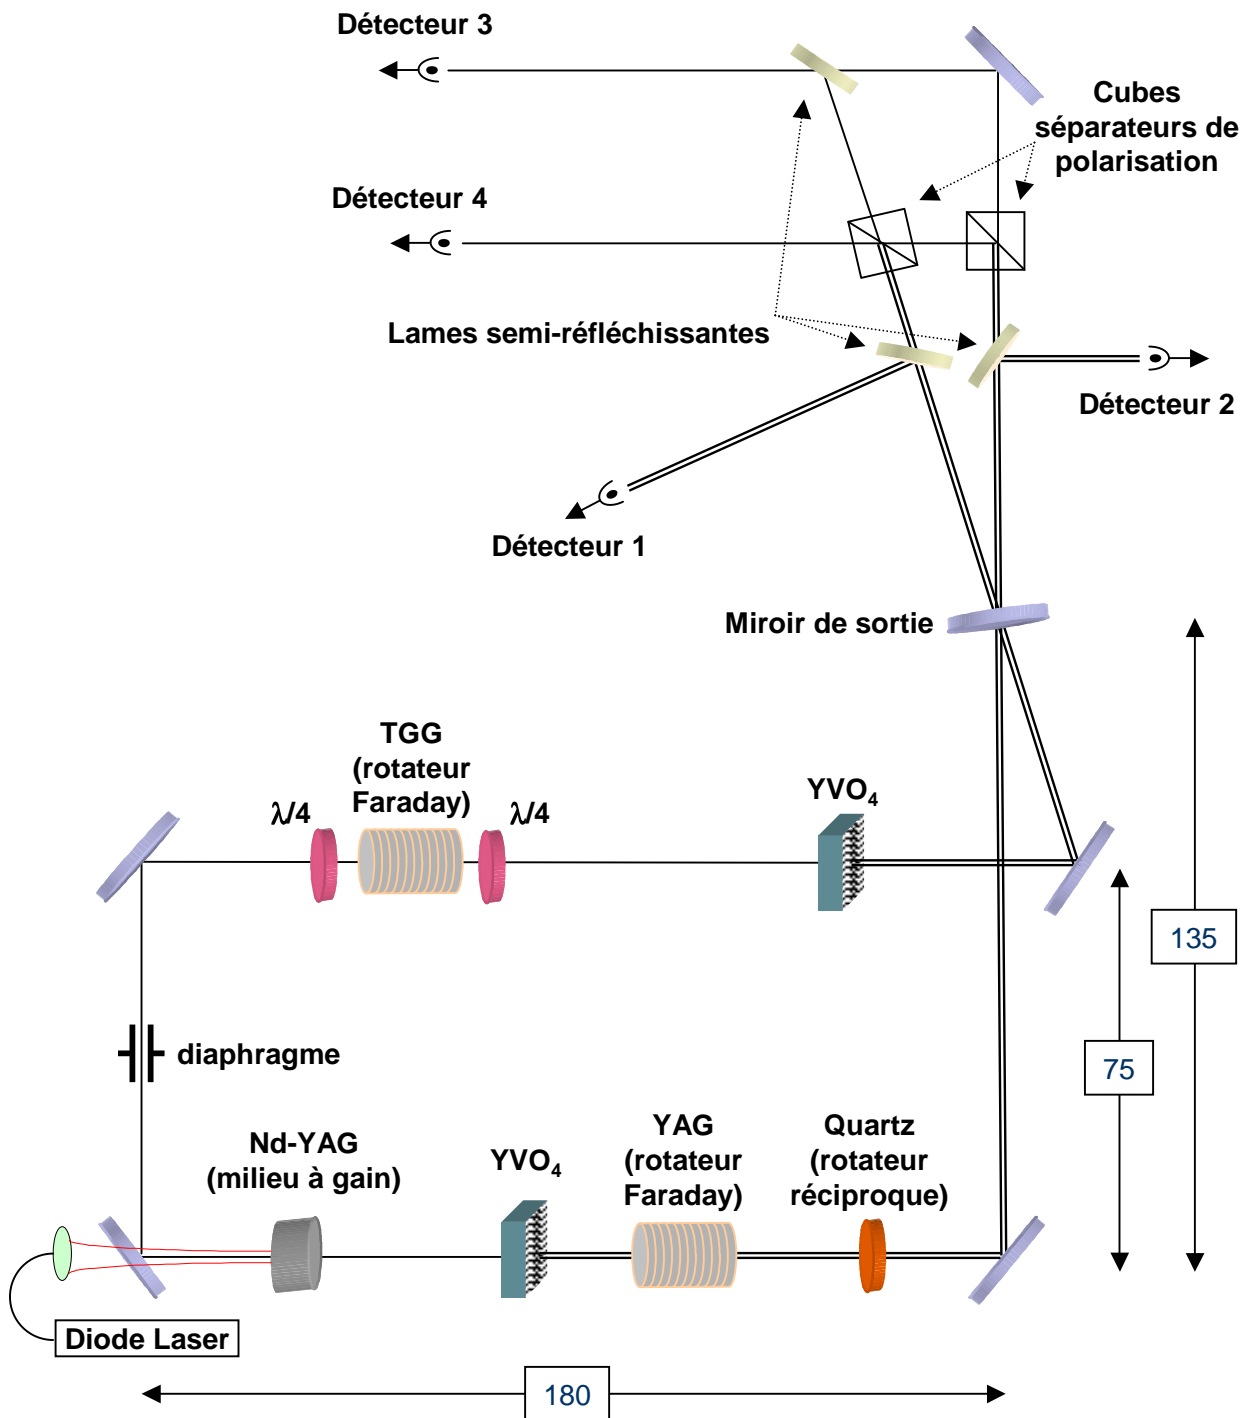 Détecteur 3
Cubes
séparateurs de
polarisation
Détecteur 4
Lames semi-réfléchissantes
Détecteur 2
Détecteur 1
Miroir de sortie
TGG
(rotateur
Faraday)
λ/4
λ/4
YVO4
135
75
diaphragme
Nd-YAG
(milieu à gain)
YVO4
YAG
(rotateur
Faraday)
Quartz
(rotateur
réciproque)
Diode Laser
180